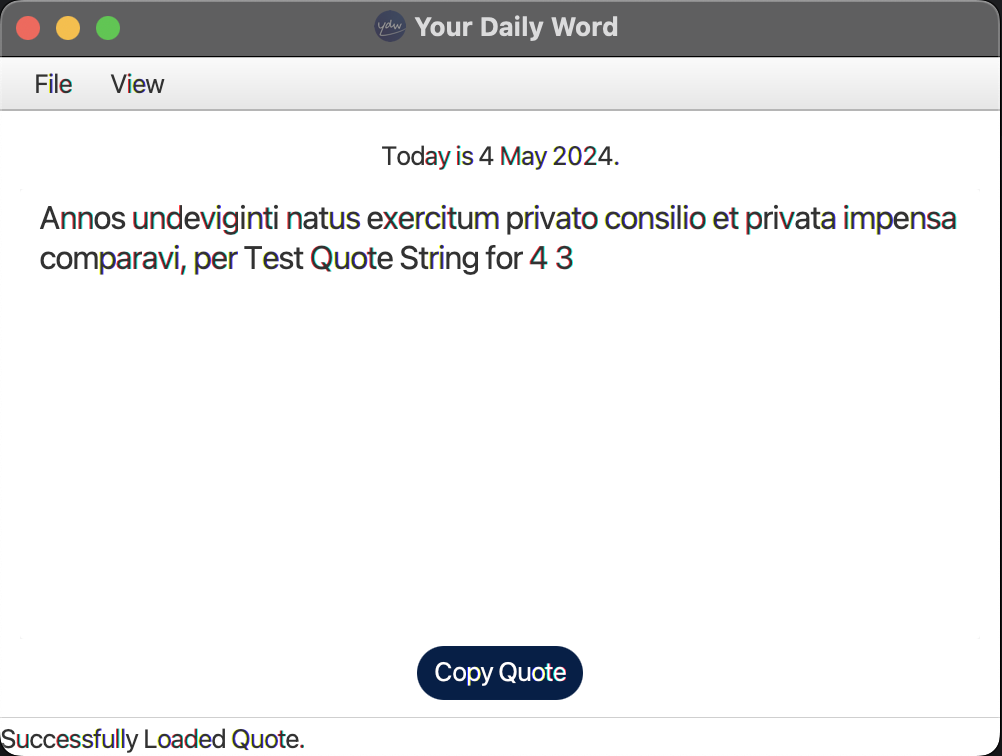 ydw Your Daily Word
File View
Today is 4 May 2024.
Annos undeviginti natus exercitum privato consilio et privata impensa
comparavi, per Test Quote String for 4 3
Copy Quote
Successfully Loaded Quote.